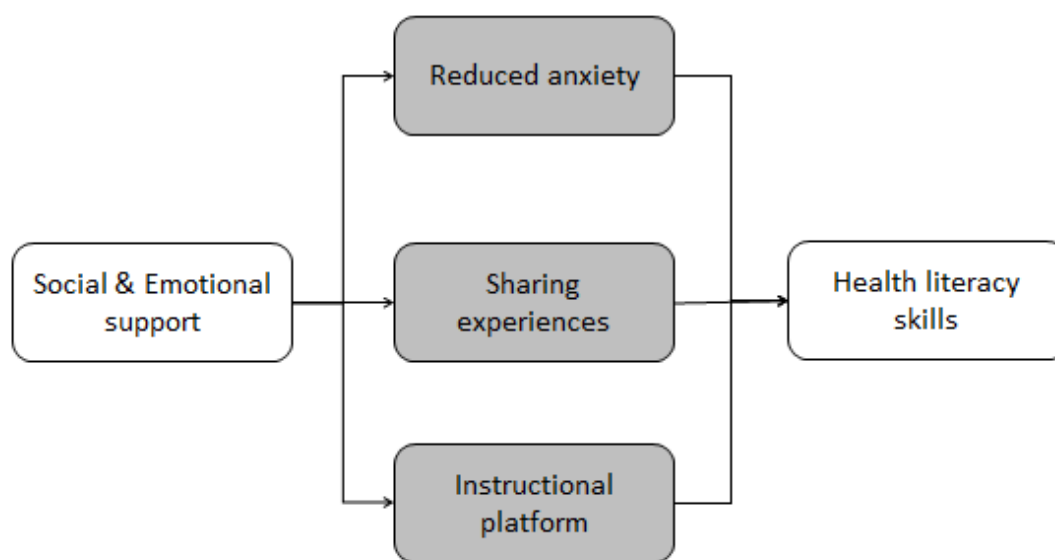 Reduced anxiety
Social & Emotional
support
Sharing
experiences
Health literacy
skills
Instructional
platform